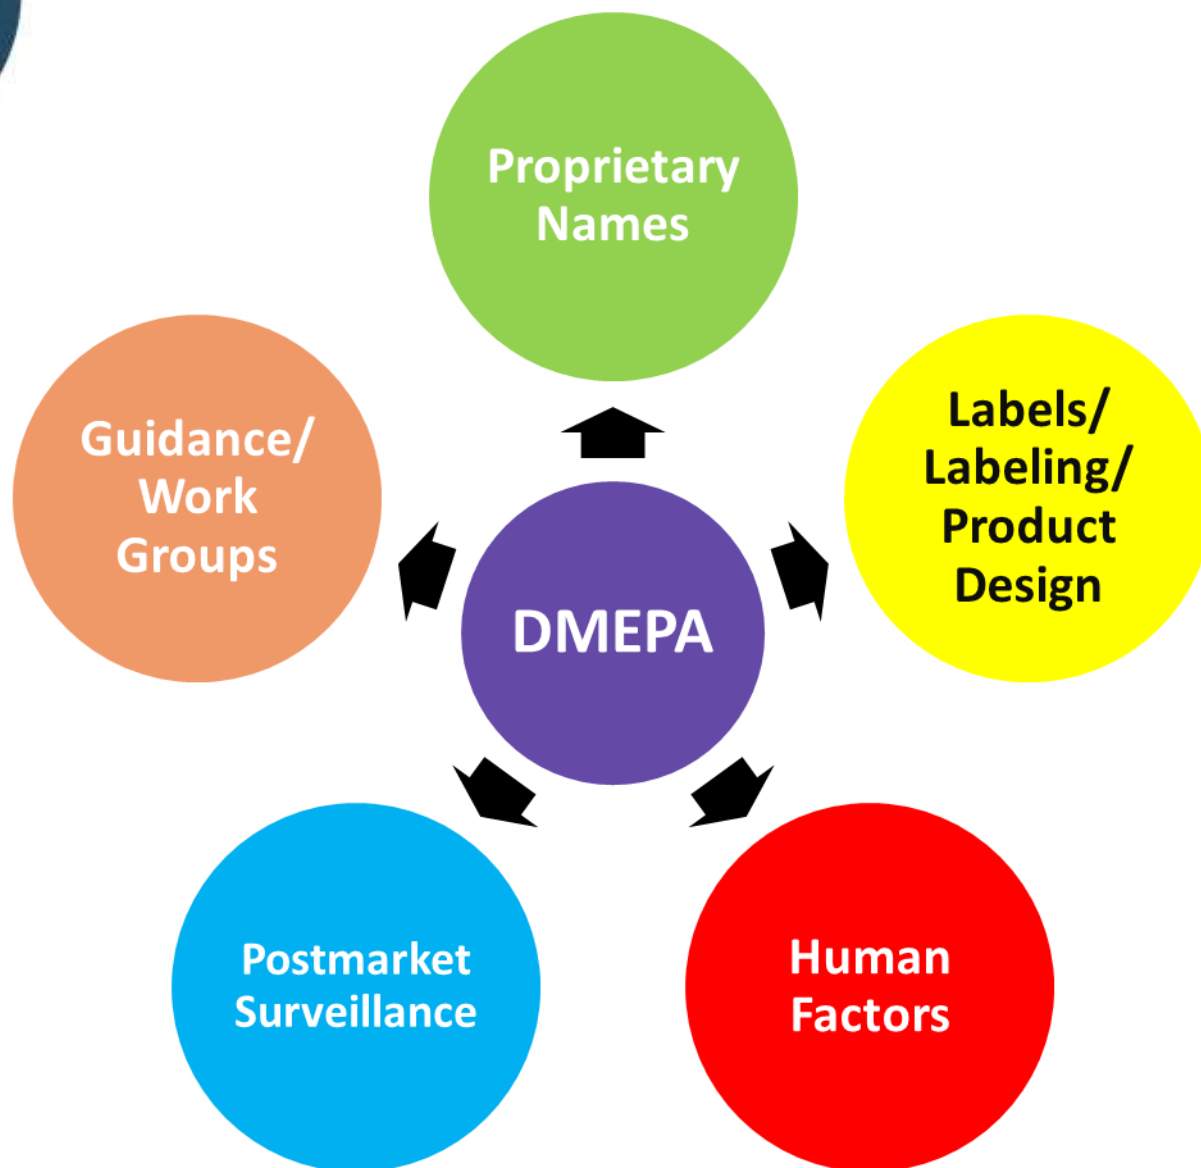 Proprietary
Names
Labels/
Labeling/
Product
Design
Guidance/
Work
Groups
DMEPA
Human
Factors
Postmarket
Surveillance